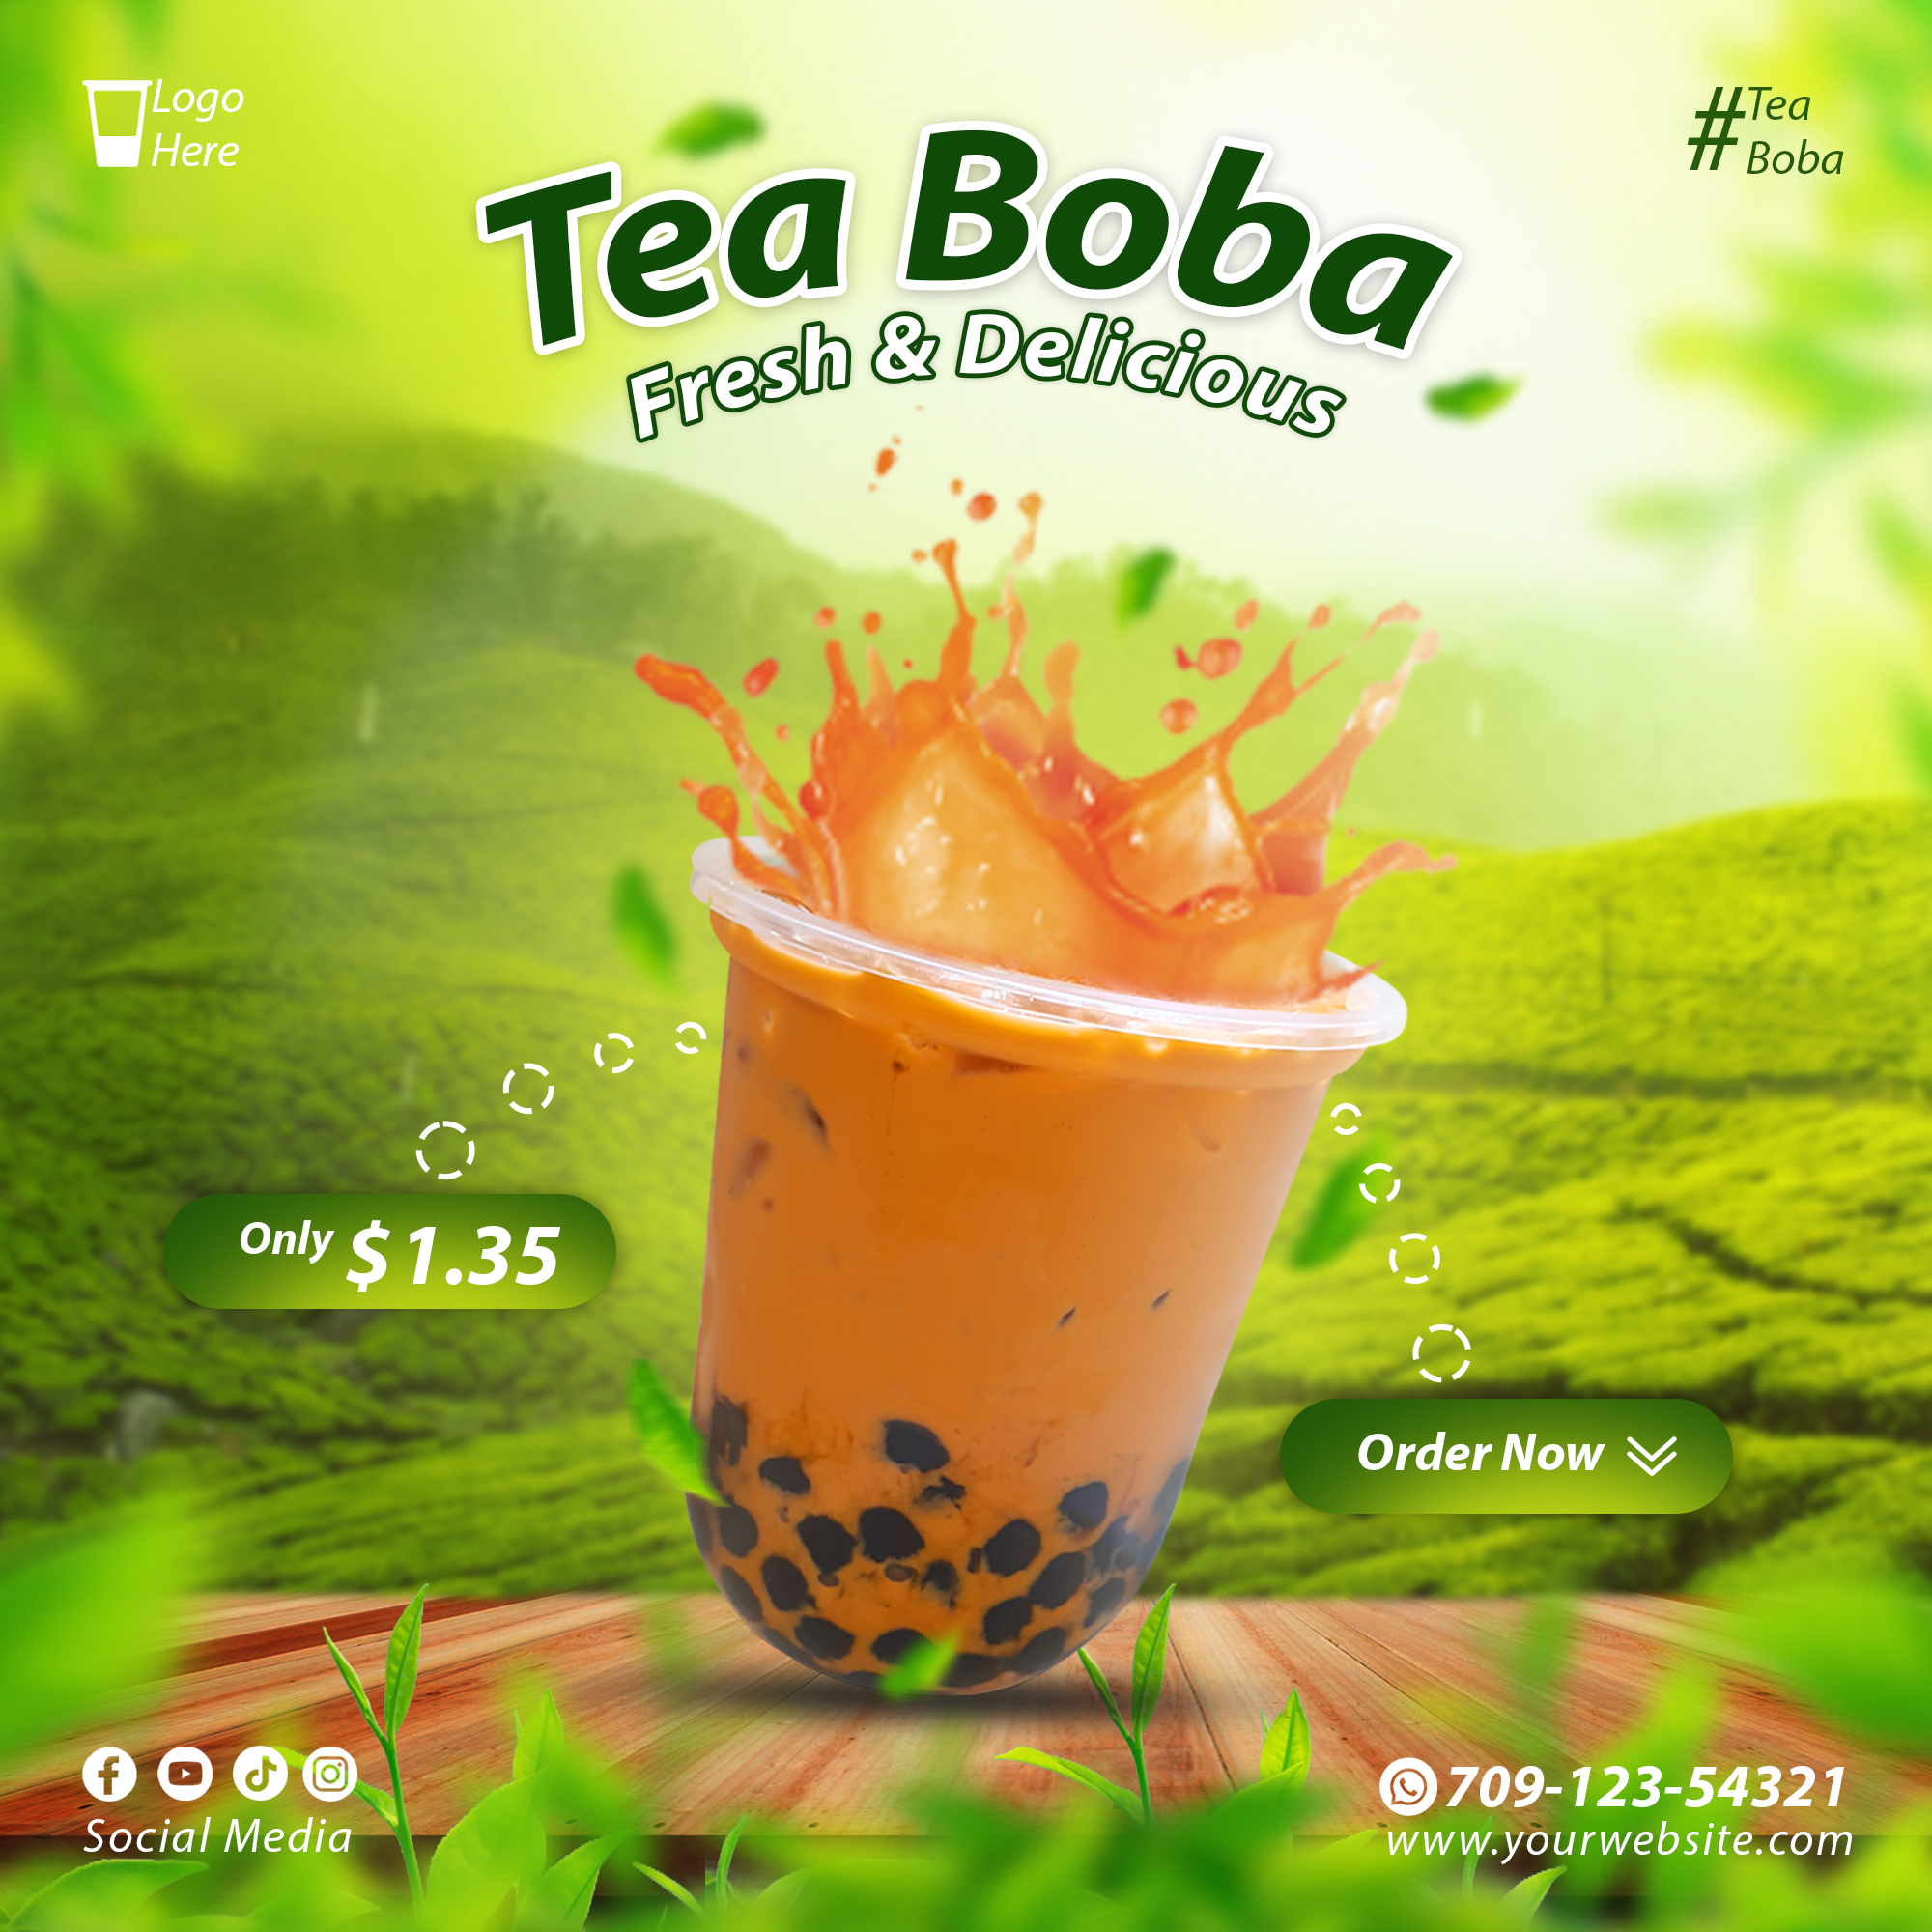 Logo
Here
#Tea
Boba
Tea Boba
Fresh & Delicious
Only $1.35
Order Now
Social Media
709-123-54321
www.yourwebsite.com